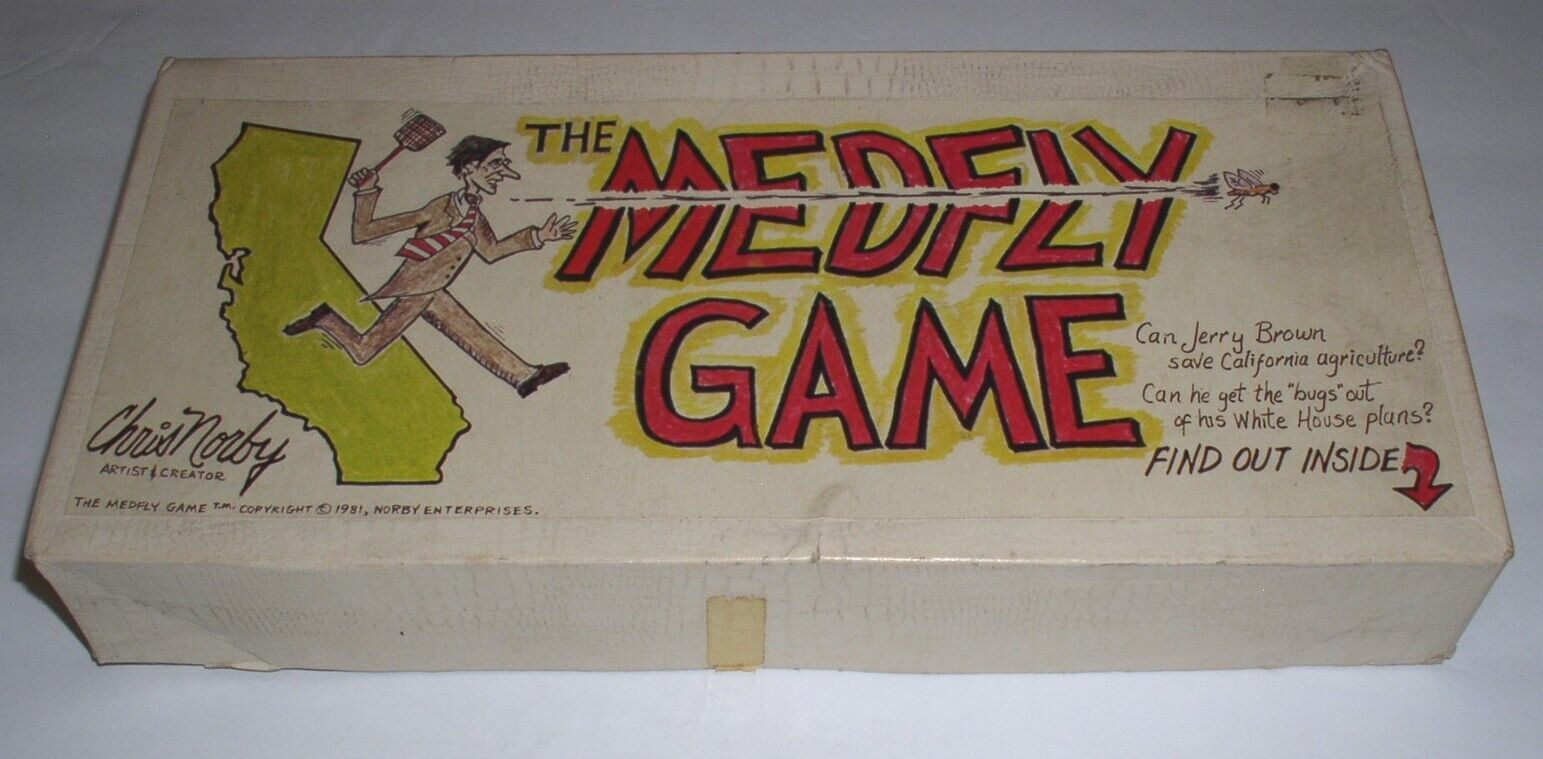 THE MEDFLY
GAME
Can Jerry Brown
save California agriculture?
Can he get the "bugs" out
of his White House plans?
FIND OUT INSIDE
Chris Norby
ARTIST & CREATOR
THE MEDFLY GAME T.M. COPYRIGHT © 1981, NORBY ENTERPRISES.